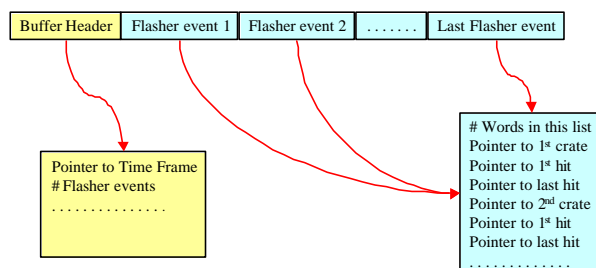 Buffer Header Flasher event 1 Flasher event 2 . . . . . . . Last Flasher event
Pointer to Time Frame
# Flasher events
. . . . . . . . . . . . . . .
# Words in this list
Pointer to 1st crate
Pointer to 1st hit
Pointer to last hit
Pointer to 2nd crate
Pointer to 1st hit
Pointer to last hit
. . . . . . . . . . . . .